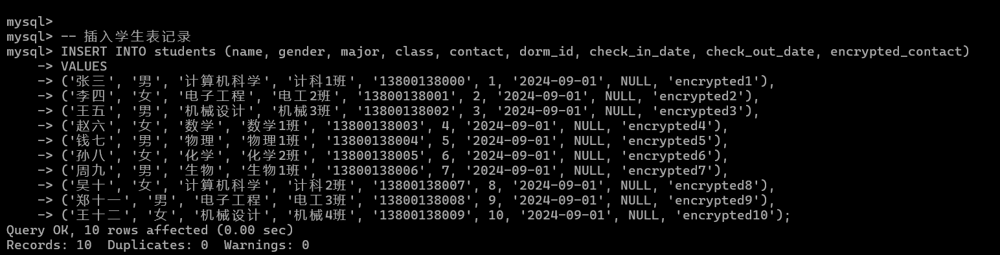 mysql>
mysql> -- 插入学生表记录
mysql> INSERT INTO students (name, gender, major, class, contact, dorm_id, check_in_date, check_out_date, encrypted_contact)
    -> VALUES
    -> ('张三', '男', '计算机科学', '计科1班', '13800138000', 1, '2024-09-01', NULL, 'encrypted1'),
    -> ('李四', '女', '电子工程', '电工2班', '13800138001', 2, '2024-09-01', NULL, 'encrypted2'),
    -> ('王五', '男', '机械设计', '机械3班', '13800138002', 3, '2024-09-01', NULL, 'encrypted3'),
    -> ('赵六', '女', '数学', '数学1班', '13800138003', 4, '2024-09-01', NULL, 'encrypted4'),
    -> ('钱七', '男', '物理', '物理1班', '13800138004', 5, '2024-09-01', NULL, 'encrypted5'),
    -> ('孙八', '女', '化学', '化学2班', '13800138005', 6, '2024-09-01', NULL, 'encrypted6'),
    -> ('周九', '男', '生物', '生物1班', '13800138006', 7, '2024-09-01', NULL, 'encrypted7'),
    -> ('吴十', '女', '计算机科学', '计科2班', '13800138007', 8, '2024-09-01', NULL, 'encrypted8'),
    -> ('郑十一', '男', '电子工程', '电工3班', '13800138008', 9, '2024-09-01', NULL, 'encrypted9'),
    -> ('王十二', '女', '机械设计', '机械4班', '13800138009', 10, '2024-09-01', NULL, 'encrypted10');
Query OK, 10 rows affected (0.00 sec)
Records: 10  Duplicates: 0  Warnings: 0